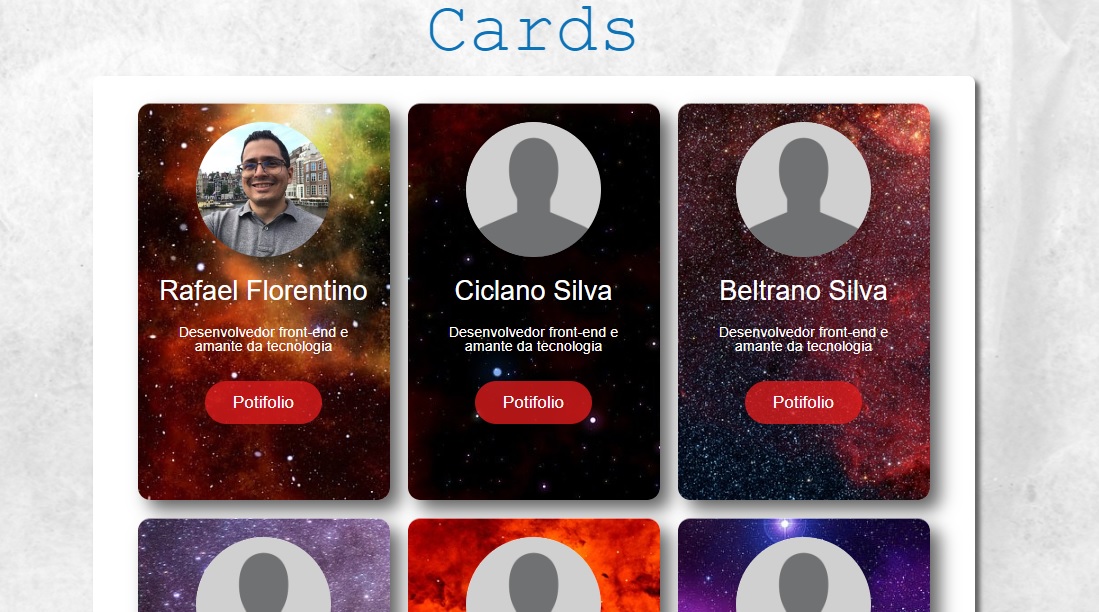 Cards
Rafael Florentino
Desenvolvedor front-end e
amante da tecnologia
Potifolio
Ciclano Silva
Desenvolvedor front-end e
amante da tecnologia
Potifolio
Beltrano Silva
Desenvolvedor front-end e
amante da tecnologia
Potifolio